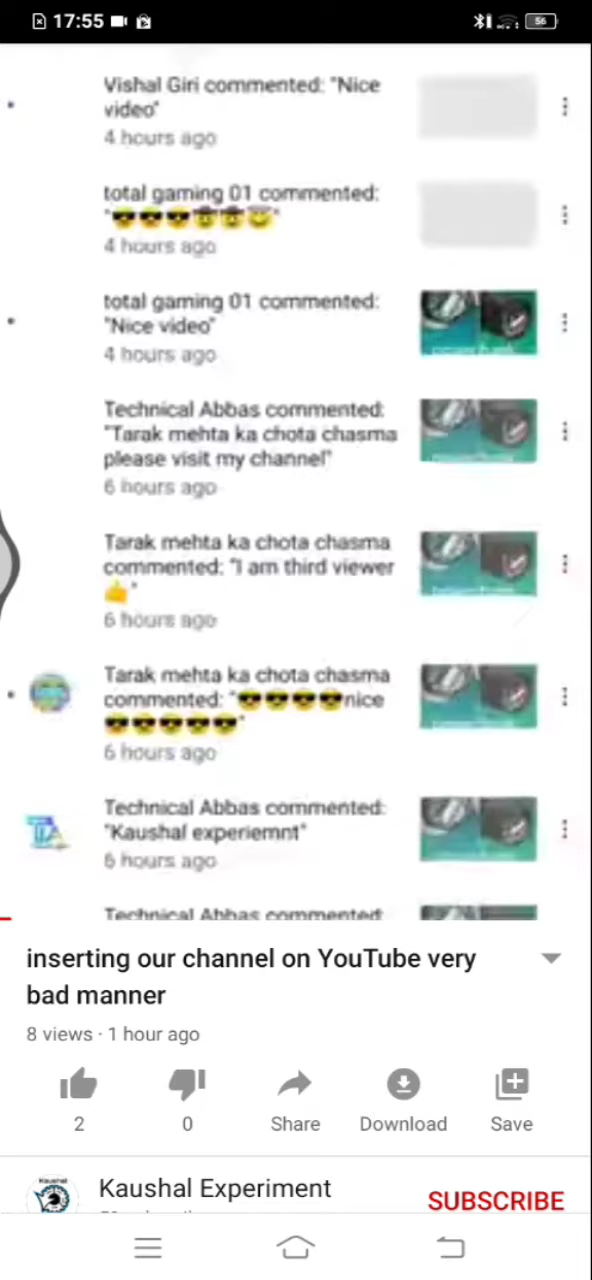 17:55
56
Vishal Giri commented: "Nice
video"
4 hours ago
total gaming 01 commented:
"😎😎😎🤠🤠😇"
4 hours ago
total gaming 01 commented:
"Nice video"
4 hours ago
Technical Abbas commented:
"Tarak mehta ka chota chasma
please visit my channel"
6 hours ago
Tarak mehta ka chota chasma
commented: "I am third viewer
👍"
6 hours ago
Tarak mehta ka chota chasma
commented: "😎😎😎😎nice
😎😎😎😎😎"
6 hours ago
Technical Abbas commented:
"Kaushal experiemnt"
6 hours ago
Technical Abbas commented:
inserting our channel on YouTube very
bad manner
8 views · 1 hour ago
2
0
Share
Download
Save
Kaushal
Kaushal Experiment
SUBSCRIBE